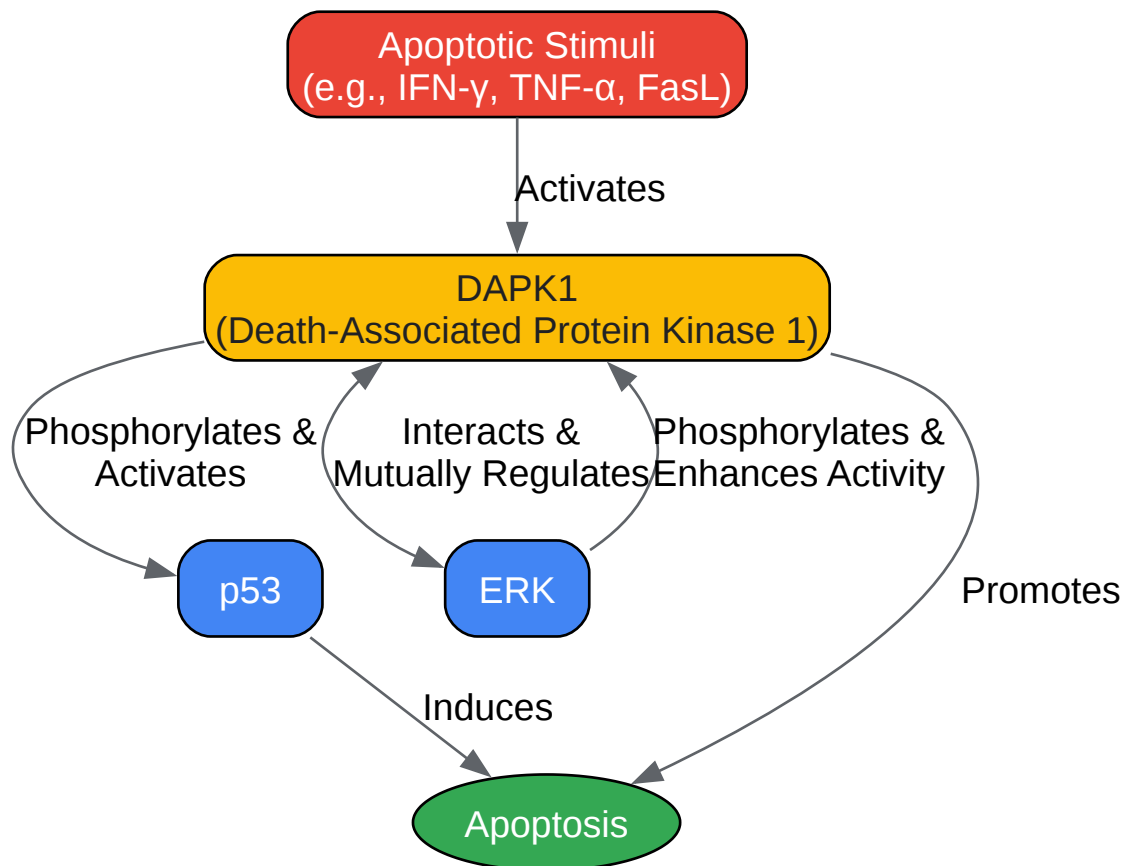 Apoptotic Stimuli
(e.g., IFN-γ, TNF-α, FasL)
Activates
DAPK1
(Death-Associated Protein Kinase 1)
Phosphorylates &
Activates
Interacts &
Mutually Regulates
Phosphorylates &
Enhances Activity
p53
ERK
Promotes
Induces
Apoptosis